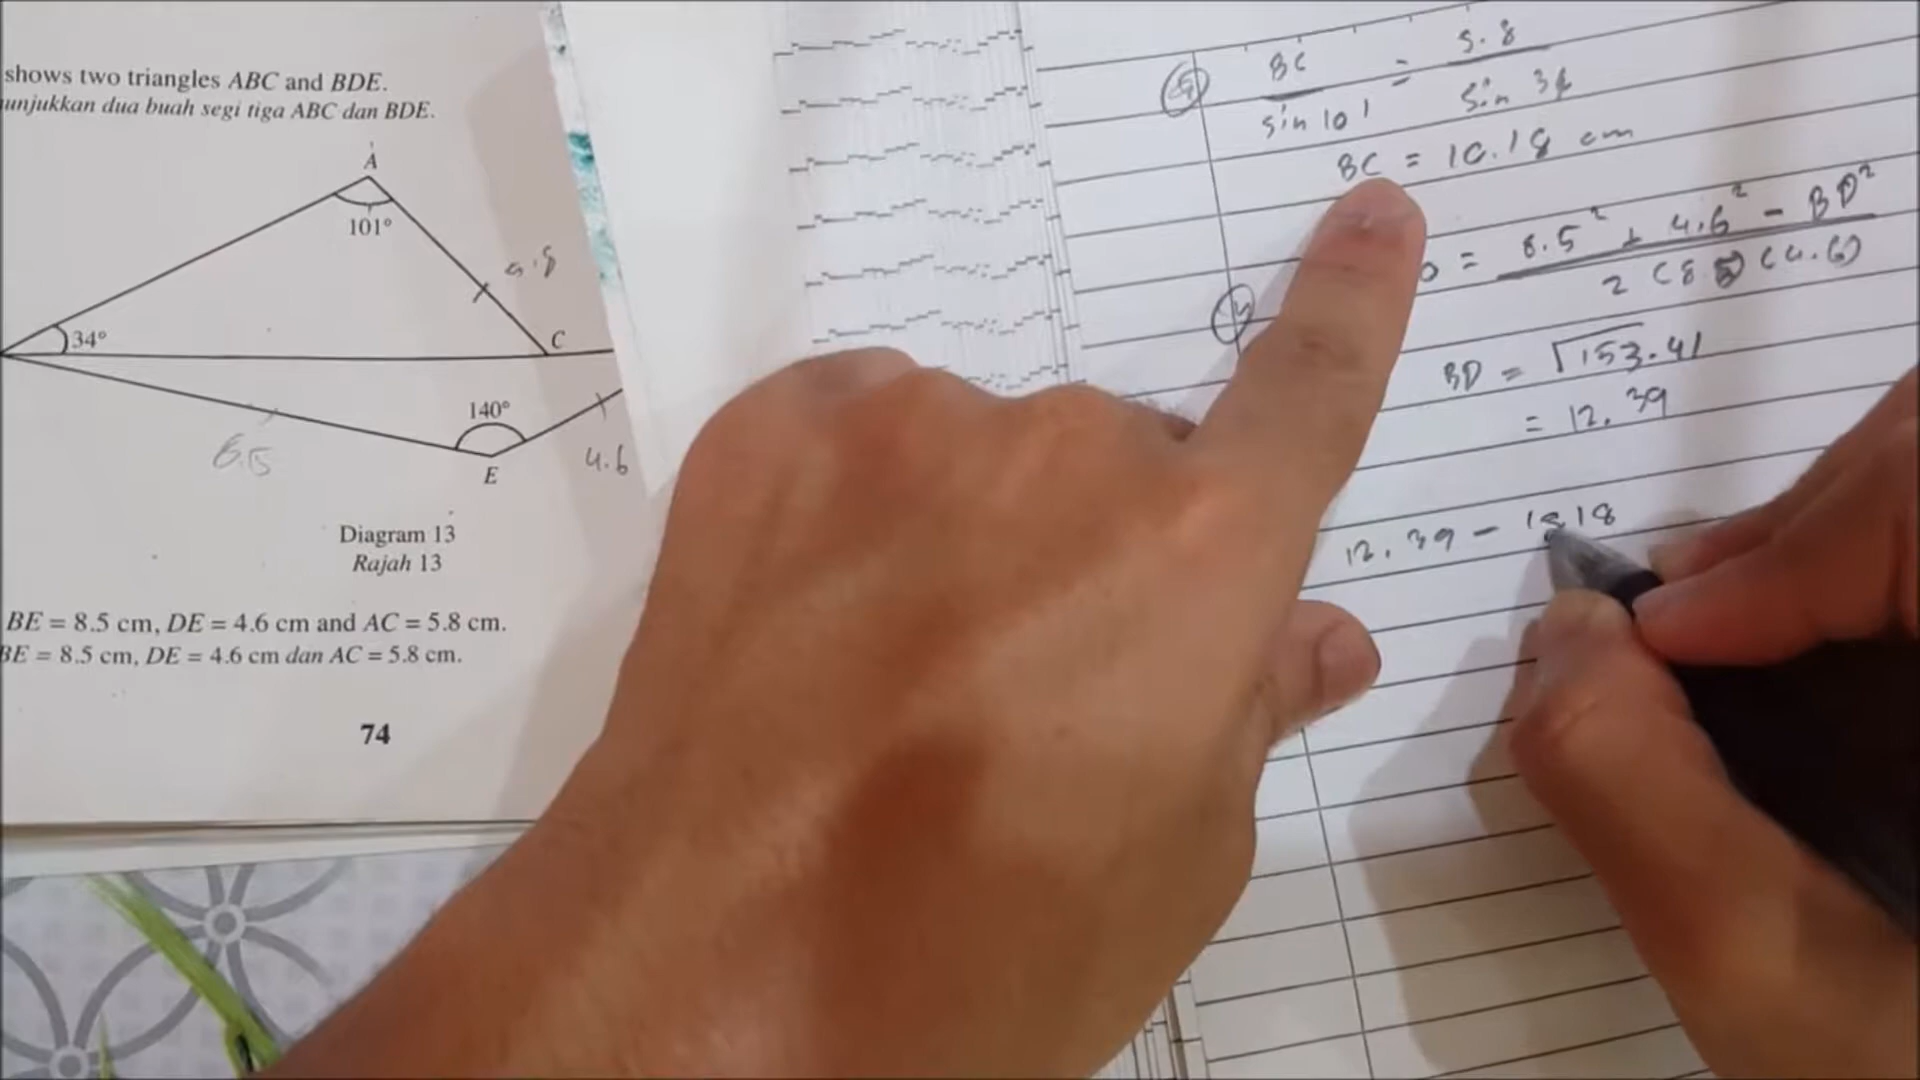 shows two triangles ABC and BDE.
unjukkan dua buah segi tiga ABC dan BDE.
A
101°
5.8
34°
C
140°
8.5
E
4.6
Diagram 13
Rajah 13
BE = 8.5 cm, DE = 4.6 cm and AC = 5.8 cm.
BE = 8.5 cm, DE = 4.6 cm dan AC = 5.8 cm.
74
BC / sin 101 = 5.8 / sin 34
BC = 10.18 cm
0 = 8.5² + 4.6² - BD² / 2 (8.5) (4.6)
BD = √153.41
= 12.39
12.39 - 10.18